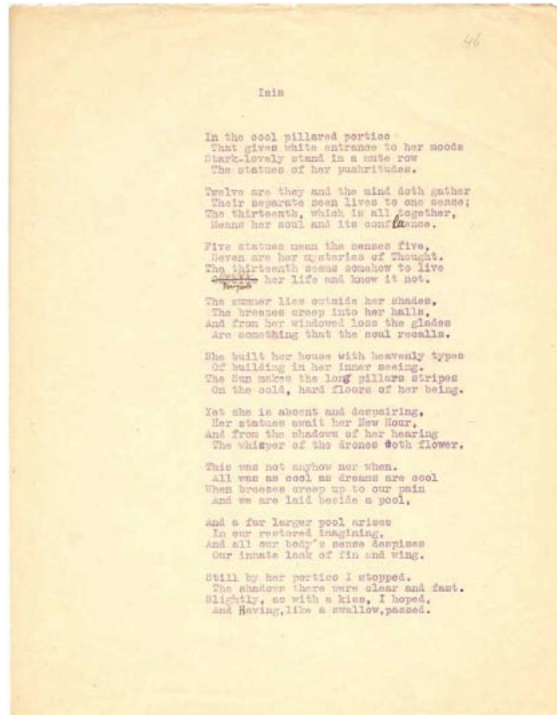 46
Isis
In the cool pillared portico
That gives white entrance to her moods
Stark-lovely stand in a mute row
The statues of her pushritudes.
Twelve are they and the mind doth gather
Their separate seen lives to one sense;
The thirteenth, which is all together,
Means her soul and its confluence.
Five statues mean the senses five,
Seven are her mysteries of Thought.
The thirteenth seems somehow to live
her life and know it not.
The summer lies outside her shades,
The breezes creep into her halls,
And from her windowed loss the glades
Are something that the soul recalls.
She built her house with heavenly types
Of building in her inner seeing.
The Sun makes the long pillars stripes
On the cold, hard floors of her being.
Yet she is absent and despairing,
Her statues await her New Hour,
And from the shadows of her hearing
The whisper of the drones doth flower.
This was not anyhow nor when.
All was as cool as dreams are cool
When breezes creep up to our pain
And we are laid beside a pool,
And a far larger pool arises
In our restored imagining,
And all our body's sense despises
Our innate lack of fin and wing.
Still by her portico I stopped.
The shadows there were clear and fast.
Slightly, as with a kiss, I hoped,
And Having,like a swallow,passed.